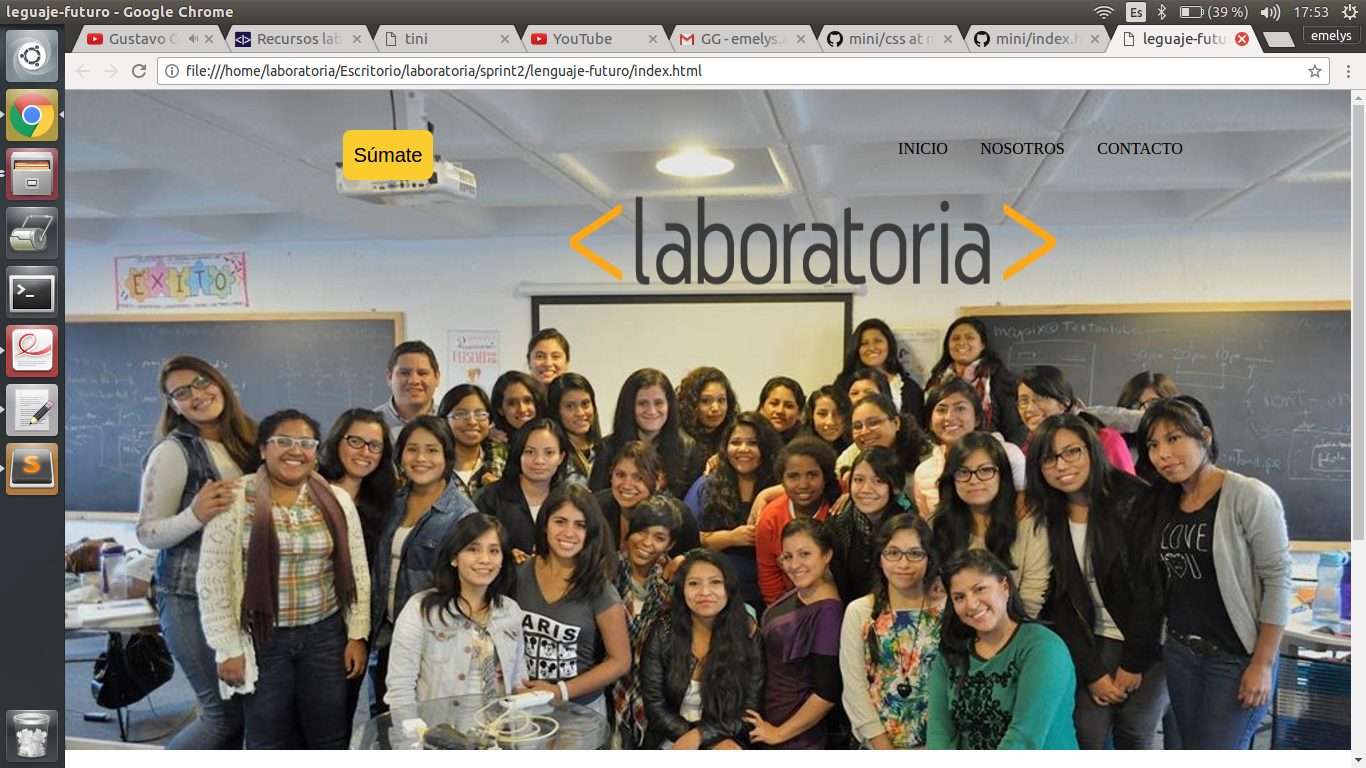 leguaje-futuro - Google Chrome
Es (39 %) 17:53
Gustavo C
Recursos lab
tini
YouTube
GG - emelys.a
mini/css at m
mini/index.h
leguaje-futu
emelys
file:///home/laboratoria/Escritorio/laboratoria/sprint2/lenguaje-futuro/index.html
Súmate
INICIO NOSOTROS CONTACTO
<laboratoria>
EXITO
LOVE
PARIS